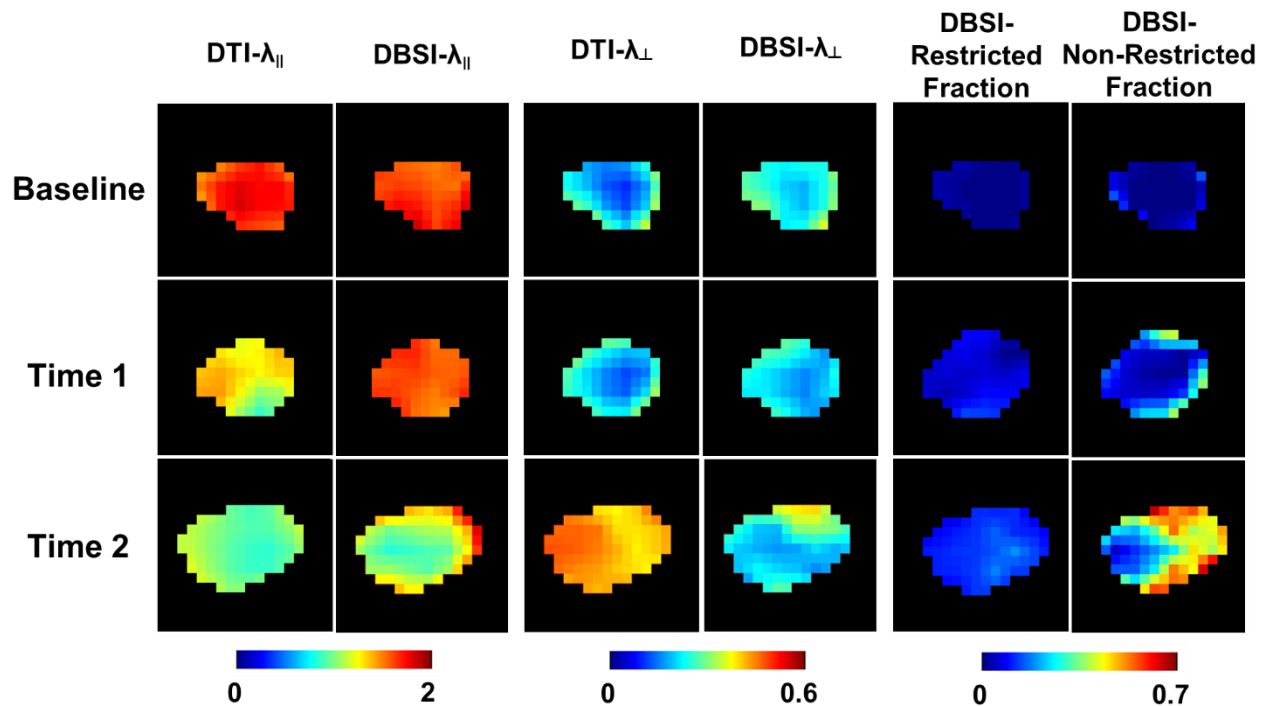 DTI-λ∥
DBSI-λ∥
DTI-λ⊥
DBSI-λ⊥
DBSI-
Restricted
Fraction
DBSI-
Non-Restricted
Fraction
Baseline
Time 1
Time 2
0
2
0
0.6
0
0.7